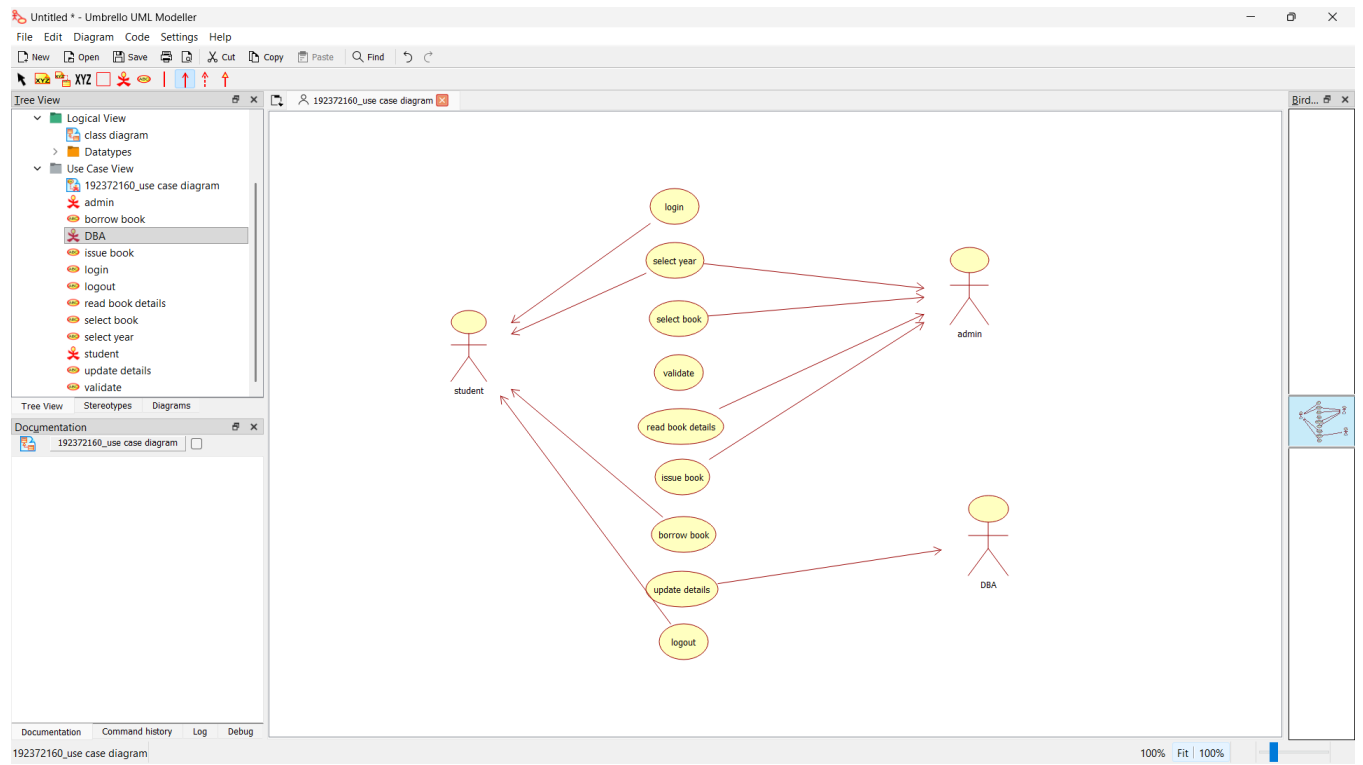 Untitled * - Umbrello UML Modeller
File Edit Diagram Code Settings Help
New Open Save Cut Copy Paste Find
XYZ XYZ
Tree View
192372160_use case diagram
Bird...
Logical View
class diagram
Datatypes
Use Case View
192372160_use case diagram
admin
borrow book
DBA
issue book
login
logout
read book details
select book
select year
student
update details
validate
Tree View Stereotypes Diagrams
Documentation
192372160_use case diagram
login
select year
select book
admin
validate
student
read book details
issue book
borrow book
update details
DBA
logout
Documentation Command history Log Debug
192372160_use case diagram
100% Fit 100%